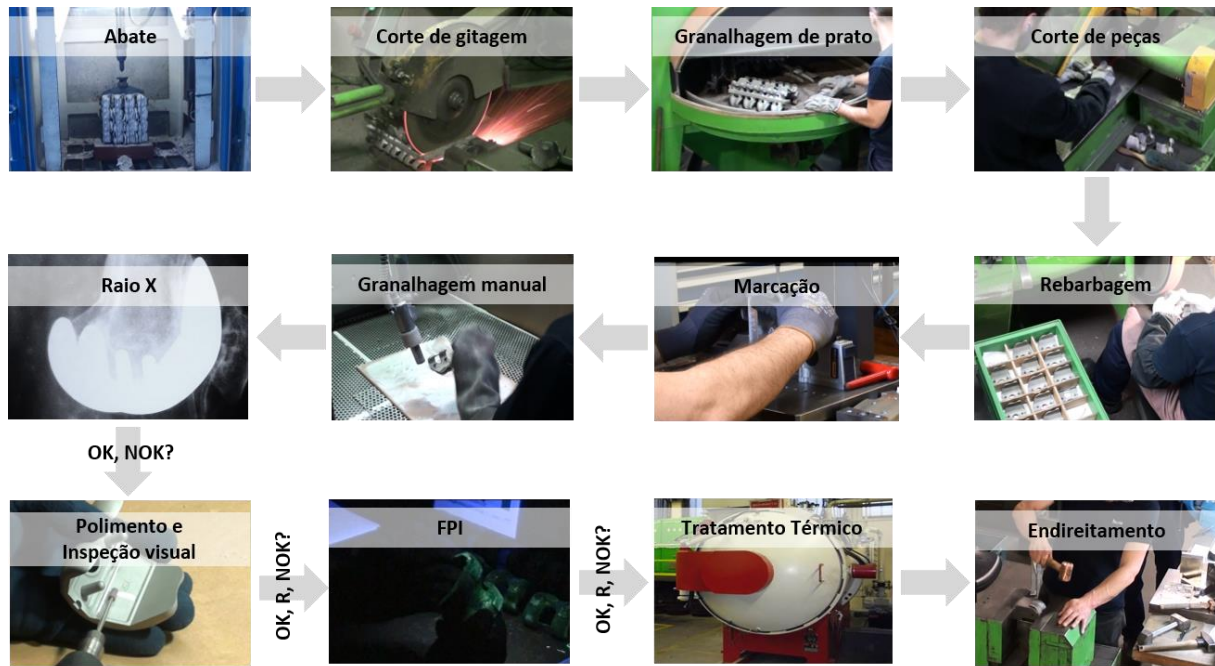 Abate
Corte de gitagem
Granalhagem de prato
Corte de peças
Rebarbagem
Marcação
Granalhagem manual
Raio X
OK, NOK?
Polimento e
Inspeção visual
OK, R, NOK?
FPI
OK, R, NOK?
Tratamento Térmico
Endireitamento